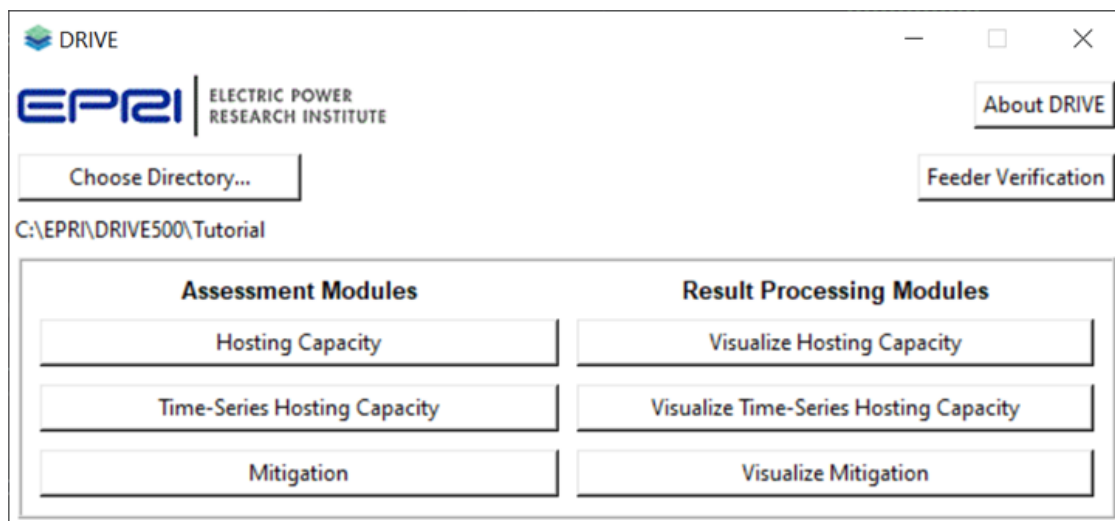 DRIVE
EPRI
ELECTRIC POWER
RESEARCH INSTITUTE
About DRIVE
Choose Directory...
Feeder Verification
C:\EPRI\DRIVE500\Tutorial
Assessment Modules
Result Processing Modules
Hosting Capacity
Visualize Hosting Capacity
Time-Series Hosting Capacity
Visualize Time-Series Hosting Capacity
Mitigation
Visualize Mitigation